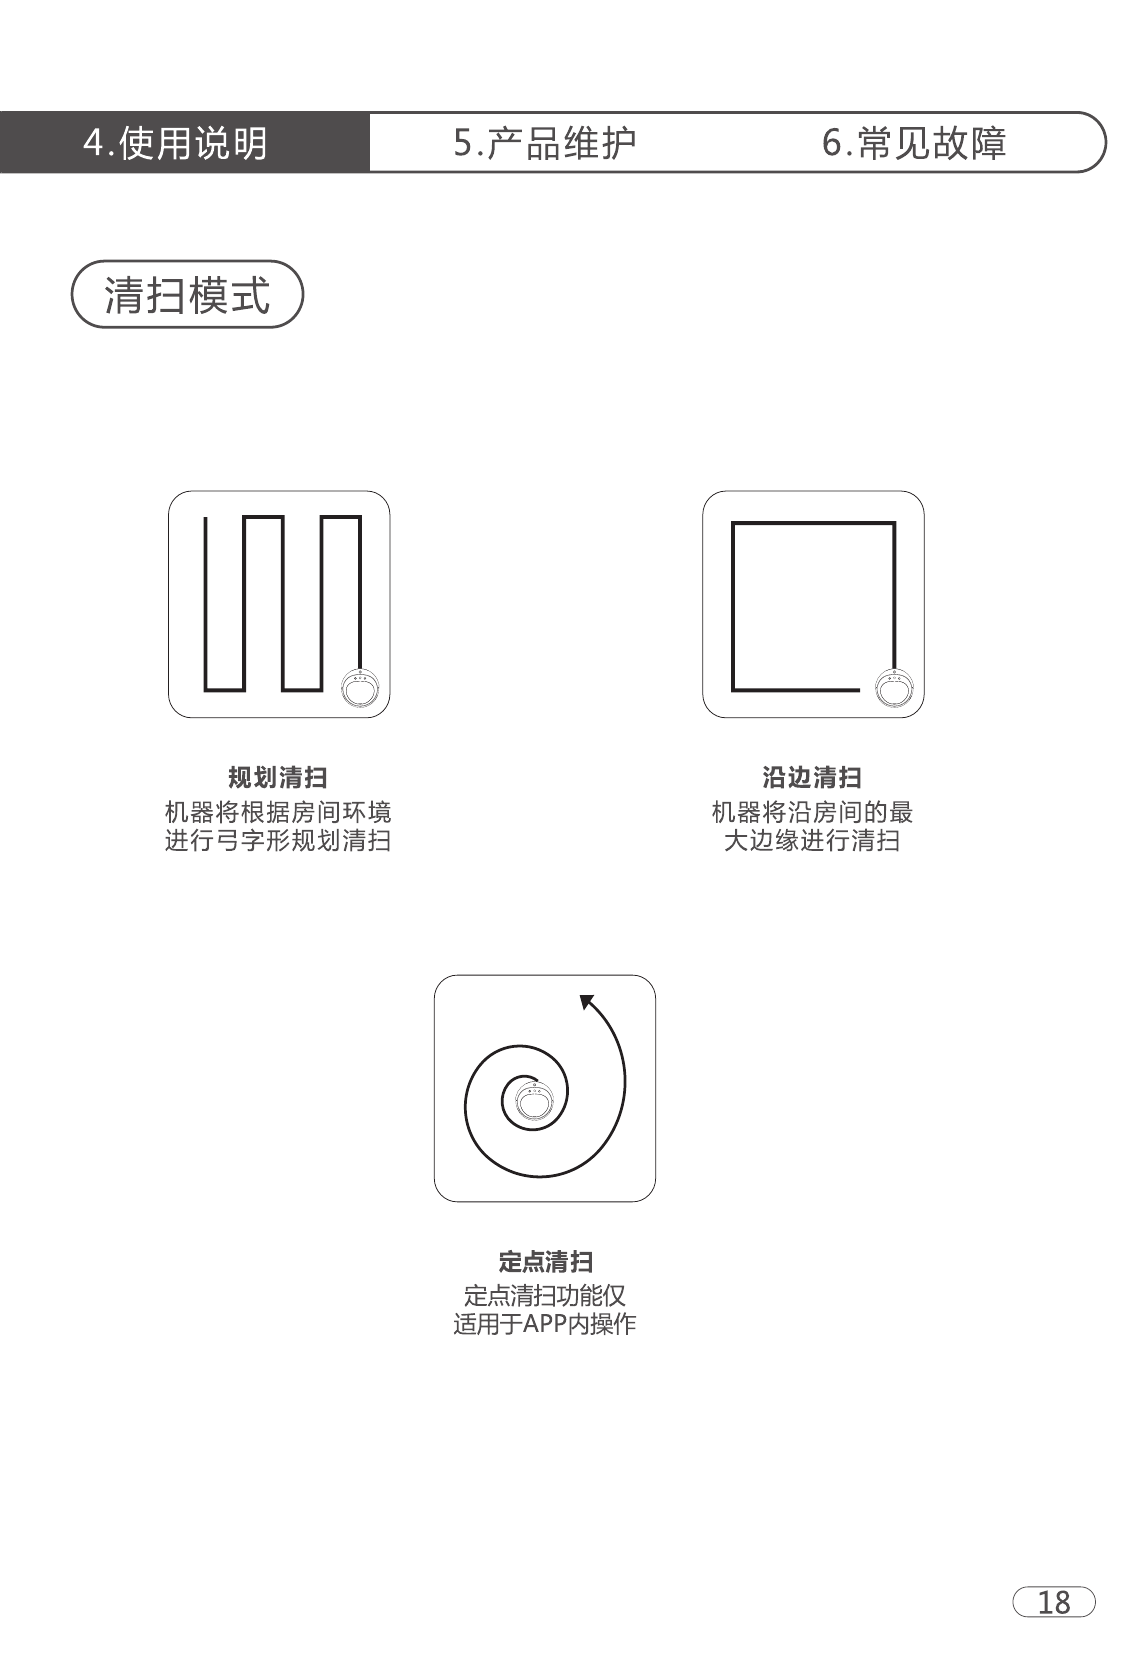 4.使用说明 5.产品维护 6.常见故障
清扫模式
规划清扫
机器将根据房间环境
进行弓字形规划清扫
沿边清扫
机器将沿房间的最
大边缘进行清扫
定点清扫
定点清扫功能仅
适用于APP内操作
18